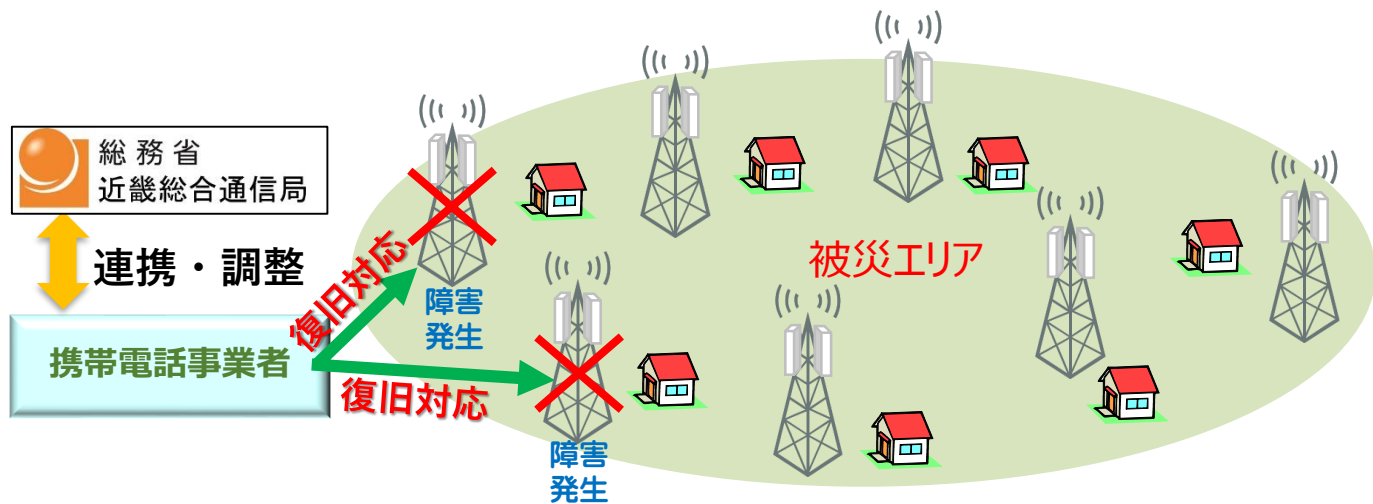 総務省
近畿総合通信局
連携・調整
携帯電話事業者
復旧対応
障害
発生
復旧対応
障害
発生
被災エリア